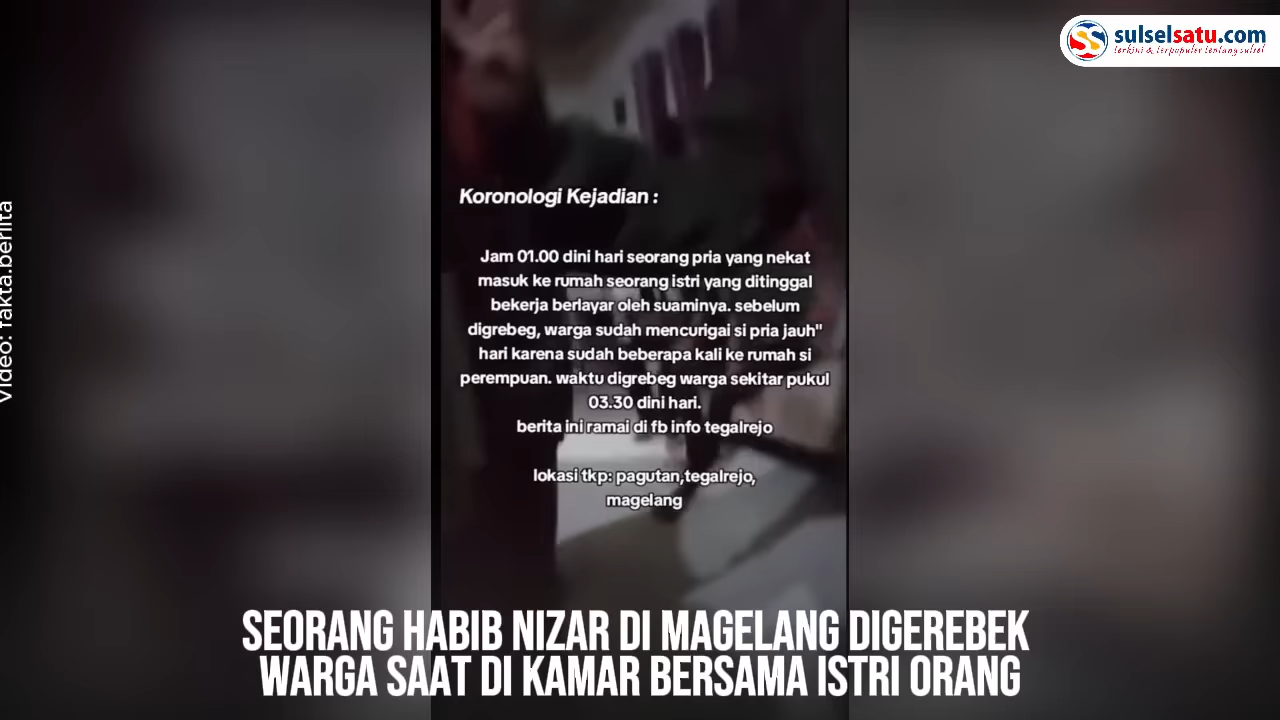 sulselsatu.com
terkini & terpopuler tentang sulsel
Video: fakta.beriita
Koronologi Kejadian :
Jam 01.00 dini hari seorang pria yang nekat
masuk ke rumah seorang istri yang ditinggal
bekerja berlayar oleh suaminya. sebelum
digrebeg, warga sudah mencurigai si pria jauh"
hari karena sudah beberapa kali ke rumah si
perempuan. waktu digrebeg warga sekitar pukul
03.30 dini hari.
berita ini ramai di fb info tegalrejo
lokasi tkp: pagutan,tegalrejo,
magelang
SEORANG HABIB NIZAR DI MAGELANG DIGEREBEK
WARGA SAAT DI KAMAR BERSAMA ISTRI ORANG